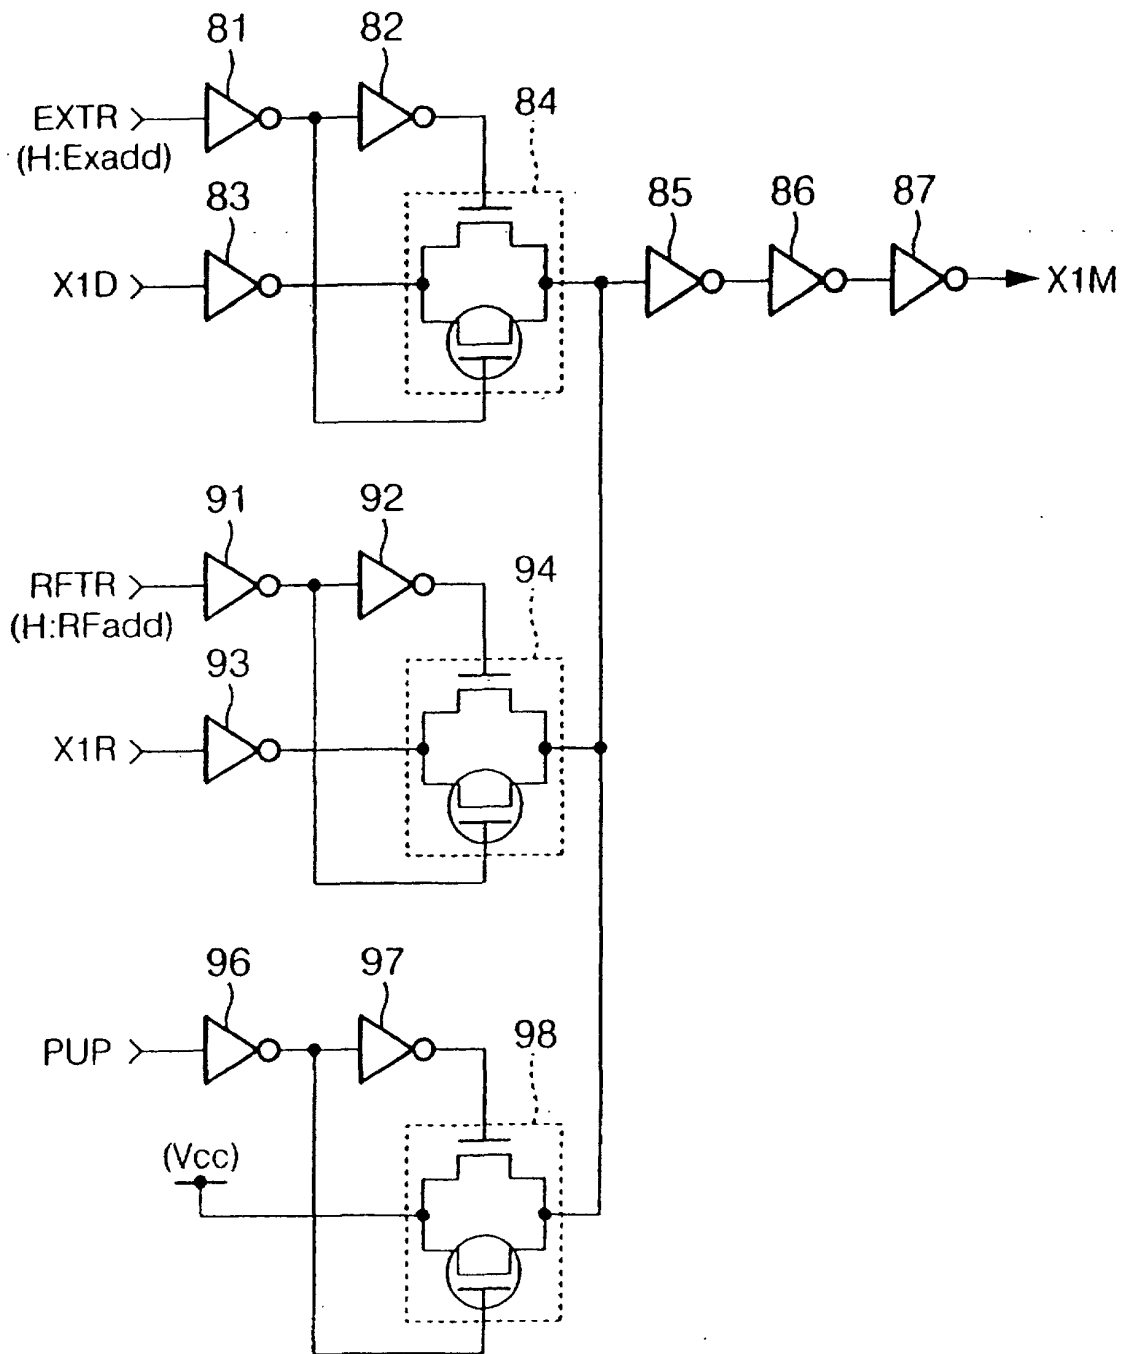 81
82
84
EXTR
(H:Exadd)
83
85
86
87
X1D
X1M
91
92
94
RFTR
(H:RFadd)
93
X1R
96
97
98
PUP
(Vcc)